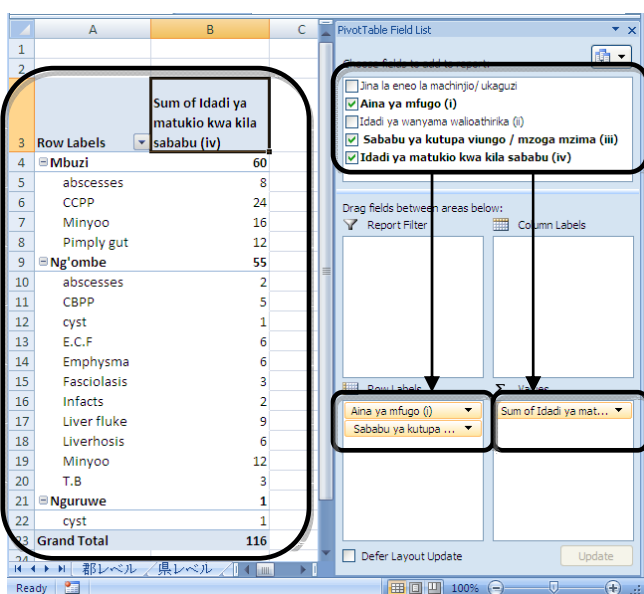 A B C
1
2
Sum of Idadi ya
matukio kwa kila
3 Row Labels sababu (iv)
4 Mbuzi 60
5 abscesses 8
6 CCPP 24
7 Minyoo 16
8 Pimply gut 12
9 Ng'ombe 55
10 abscesses 2
11 CBPP 5
12 cyst 1
13 E.C.F 6
14 Emphysma 6
15 Fasciolasis 3
16 Infacts 2
17 Liver fluke 9
18 Liverhosis 6
19 Minyoo 12
20 T.B 3
21 Nguruwe 1
22 cyst 1
23 Grand Total 116
24
郡レベル 県レベル
Ready 100%
PivotTable Field List
Choose fields to add to report:
Jina la eneo la machinjio/ ukaguzi
Aina ya mfugo (i)
Idadi ya wanyama walioathirika (ii)
Sababu ya kutupa viungo / mzoga mzima (iii)
Idadi ya matukio kwa kila sababu (iv)
Drag fields between areas below:
Report Filter Column Labels
Row Labels Σ Values
Aina ya mfugo (i) Sum of Idadi ya mat...
Sababu ya kutupa ...
Defer Layout Update Update